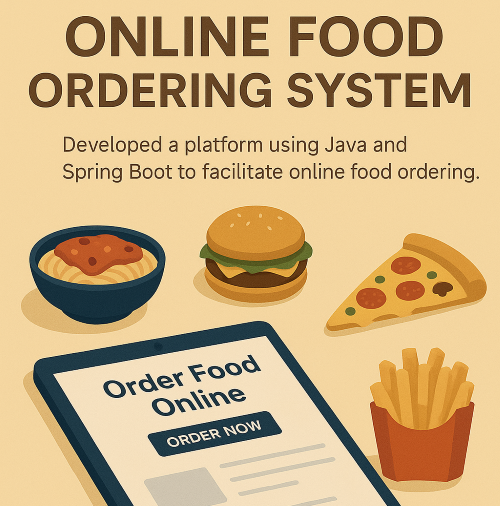 ONLINE FOOD
ORDERING SYSTEM
Developed a platform using Java and
Spring Boot to facilitate online food ordering.
Order Food
Online
ORDER NOW